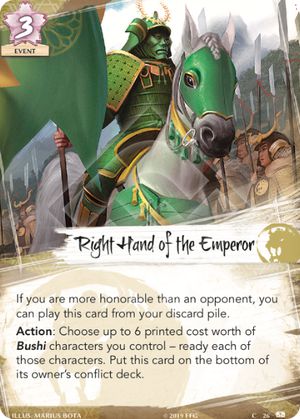 3
EVENT
Right Hand of the Emperor
If you are more honorable than an opponent, you
can play this card from your discard pile.
Action: Choose up to 6 printed cost worth of
Bushi characters you control – ready each of
those characters. Put this card on the bottom of
its owner's conflict deck.
ILLUS. MARIUS BOTA
©2019 FFG
C 26